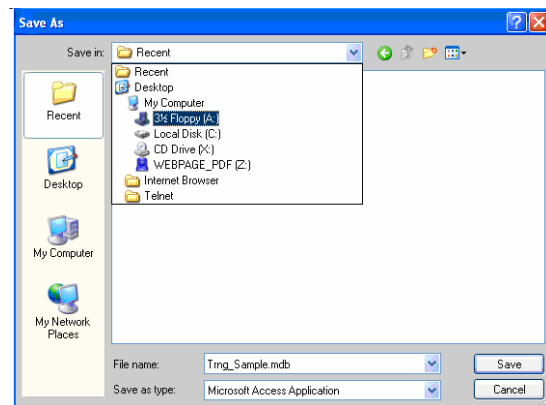 Save As
Save in:
Recent
Recent
Desktop
My Computer
3½ Floppy (A:)
Local Disk (C:)
CD Drive (X:)
WEBPAGE_PDF (Z:)
Internet Browser
Telnet
Recent
Desktop
My Computer
My Network
Places
File name:
Trng_Sample.mdb
Save
Save as type:
Microsoft Access Application
Cancel